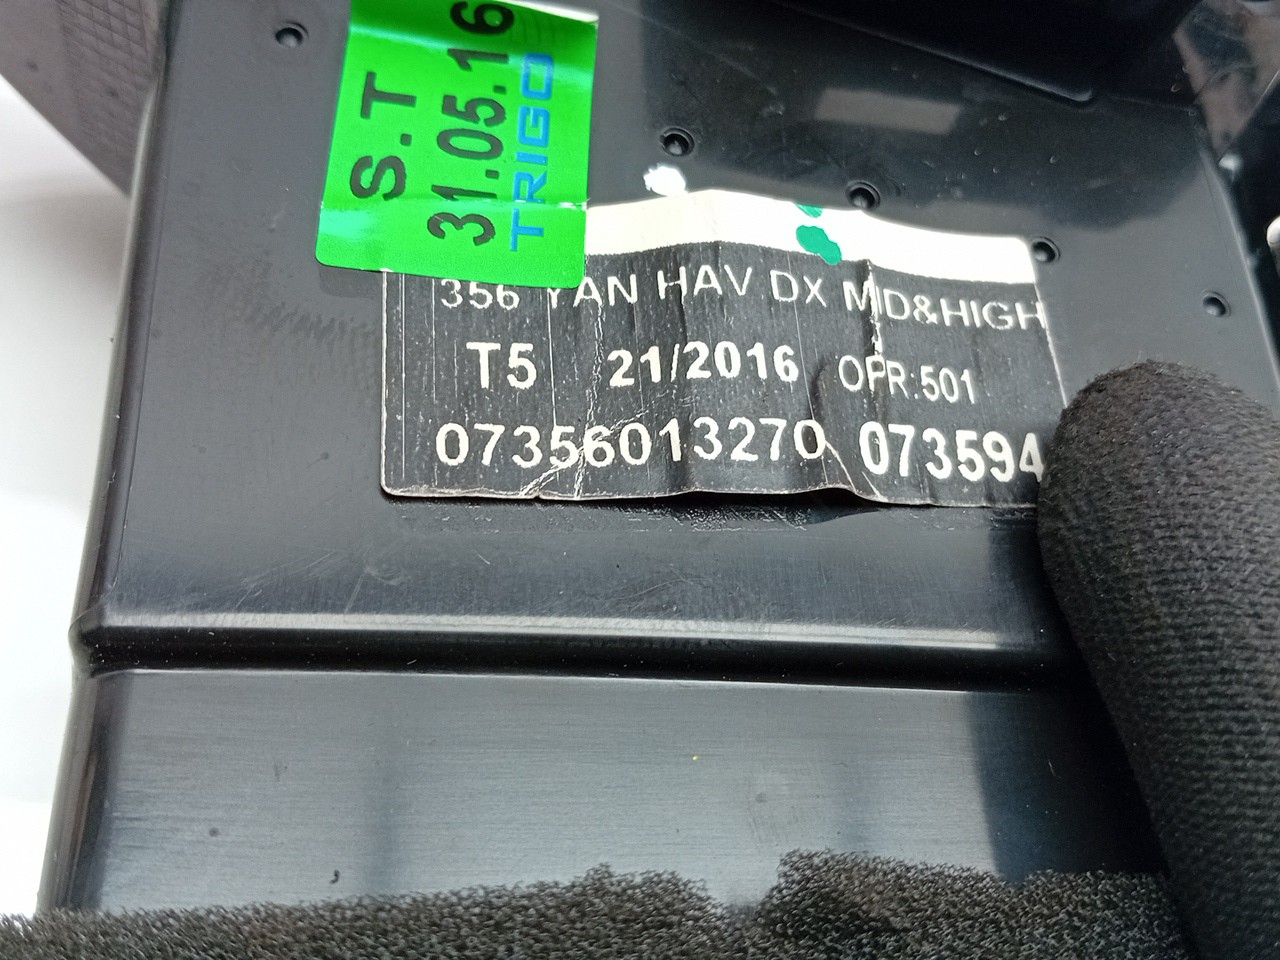 S.T
31.05.16
TRIGO
356 YAN HAV DX MID&HIGH
T5 21/2016 OPR:501
07356013270 073594